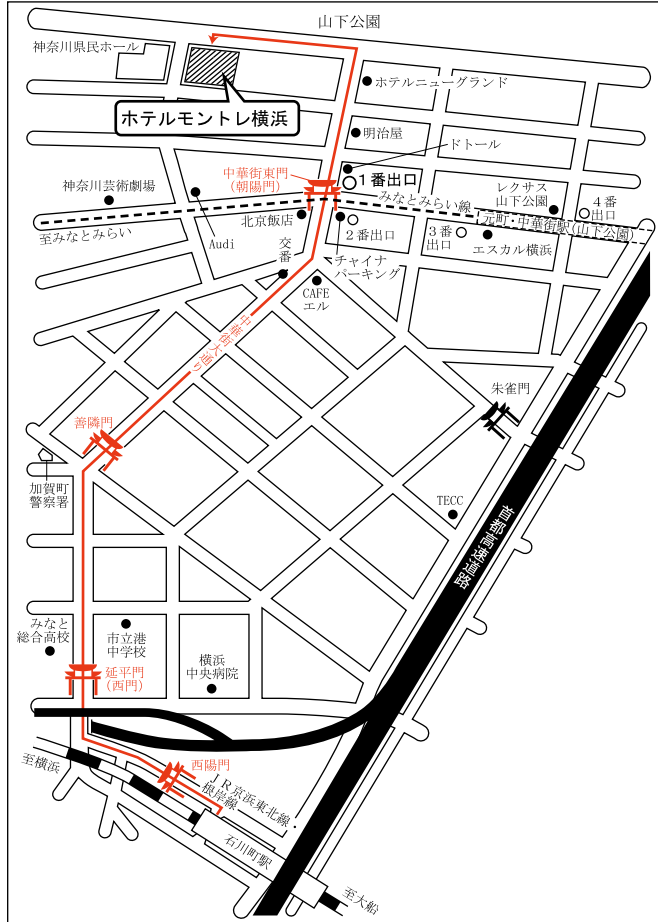 山下公園
神奈川県民ホール
ホテルニューグランド
ホテルモントレ横浜
明治屋
ドトール
中華街東門
(朝陽門)
1番出口
神奈川芸術劇場
みなとみらい線
レクサス
山下公園
4番
出口
至みなとみらい
Audi
北京飯店
2番出口
3番
出口
元町・中華街駅(山下公園)
エスカル横浜
交番
チャイナ
パーキング
CAFE
エル
中華街大通り
朱雀門
善隣門
加賀町
警察署
TECC
首都高速道路
みなと
総合高校
市立港
中学校
延平門
(西門)
横浜
中央病院
至横浜
西陽門
JR京浜東北線・
根岸線
石川町駅
至大船